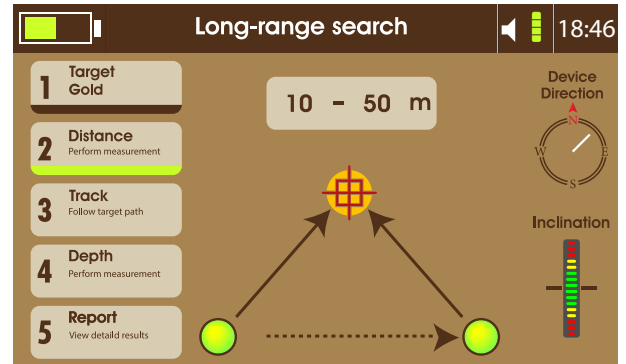 Long-range search
18:46
1
Target
Gold
2
Distance
Perform measurement
3
Track
Follow target path
4
Depth
Perform measurement
5
Report
View detaild results
10 - 50 m
Device
Direction
N
W
E
S
Inclination